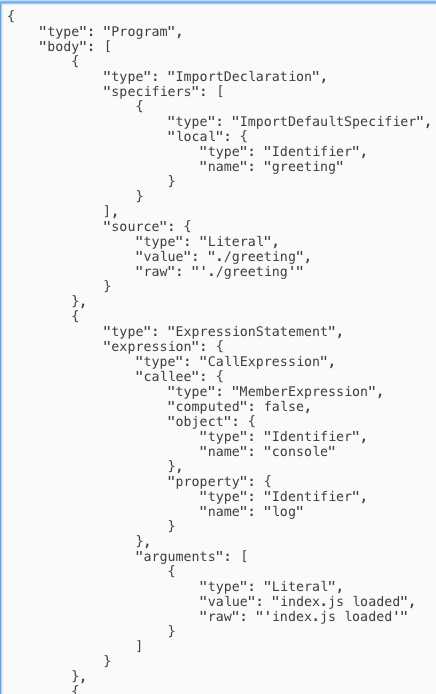 {
    "type": "Program",
    "body": [
        {
            "type": "ImportDeclaration",
            "specifiers": [
                {
                    "type": "ImportDefaultSpecifier",
                    "local": {
                        "type": "Identifier",
                        "name": "greeting"
                    }
                }
            ],
            "source": {
                "type": "Literal",
                "value": "./greeting",
                "raw": "'./greeting'"
            }
        },
        {
            "type": "ExpressionStatement",
            "expression": {
                "type": "CallExpression",
                "callee": {
                    "type": "MemberExpression",
                    "computed": false,
                    "object": {
                        "type": "Identifier",
                        "name": "console"
                    },
                    "property": {
                        "type": "Identifier",
                        "name": "log"
                    }
                },
                "arguments": [
                    {
                        "type": "Literal",
                        "value": "index.js loaded",
                        "raw": "'index.js loaded'"
                    }
                ]
            }
        },
        {